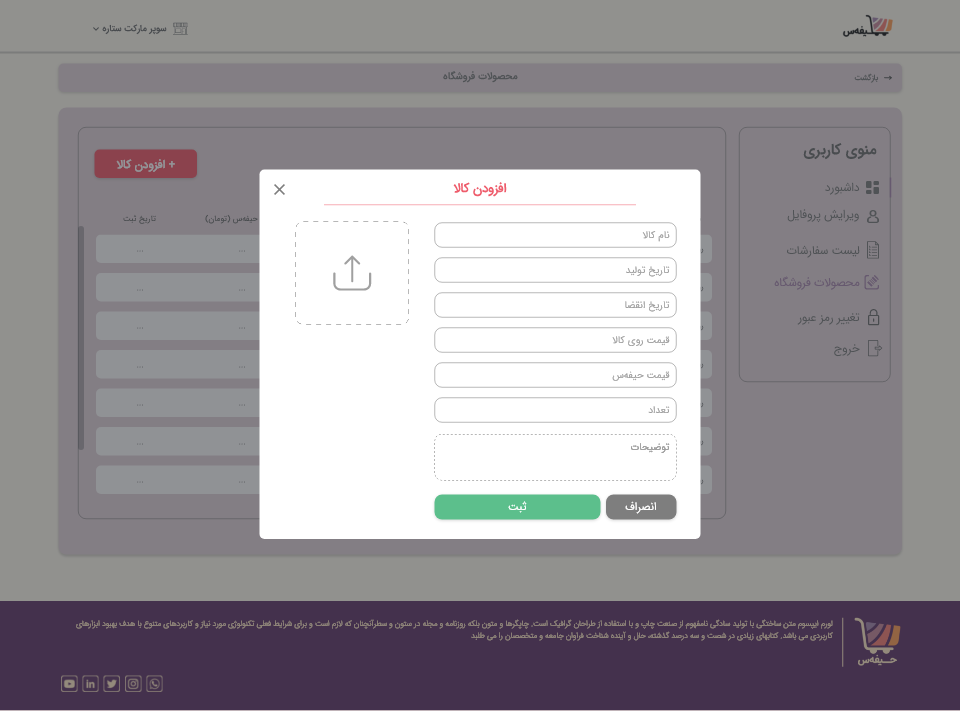 حیفه‌س
سوپر مارکت ستاره
بازگشت
محصولات فروشگاه
منوی کاربری
داشبورد
ویرایش پروفایل
لیست سفارشات
محصولات فروشگاه
تغییر رمز عبور
خروج
+ افزودن کالا
حیفه‌س (تومان)
تاریخ ثبت
... ...
... ...
... ...
... ...
... ...
... ...
... ...
افزودن کالا
نام کالا
تاریخ تولید
تاریخ انقضا
قیمت روی کالا
قیمت حیفه‌س
تعداد
توضیحات
انصراف
ثبت
لورم ایپسوم متن ساختگی با تولید سادگی نامفهوم از صنعت چاپ و با استفاده از طراحان گرافیک است. چاپگرها و متون بلکه روزنامه و مجله در ستون و سطرآنچنان که لازم است و برای شرایط فعلی تکنولوژی مورد نیاز و کاربردهای متنوع با هدف بهبود ابزارهای
کاربردی می باشد. کتابهای زیادی در شصت و سه درصد گذشته، حال و آینده شناخت فراوان جامعه و متخصصان را می طلبد
حیفه‌س